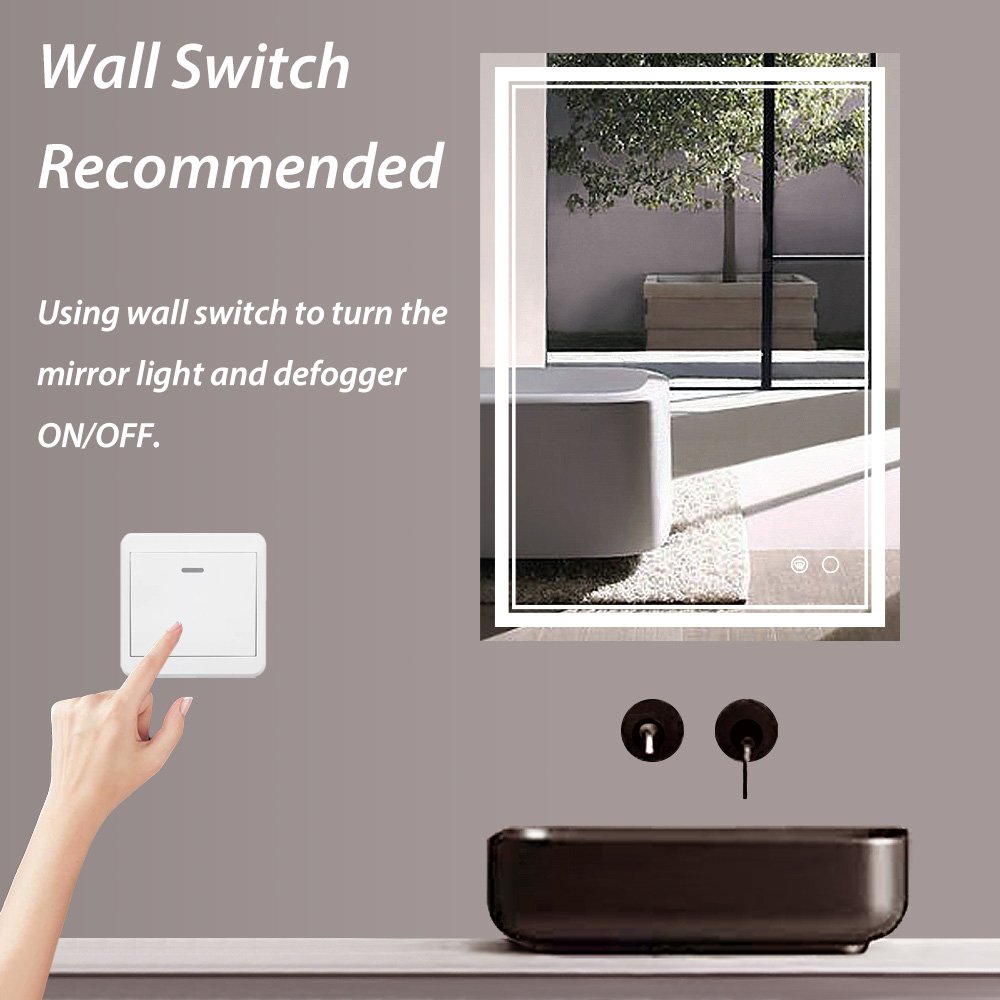 Wall Switch
Recommended
Using wall switch to turn the
mirror light and defogger
ON/OFF.